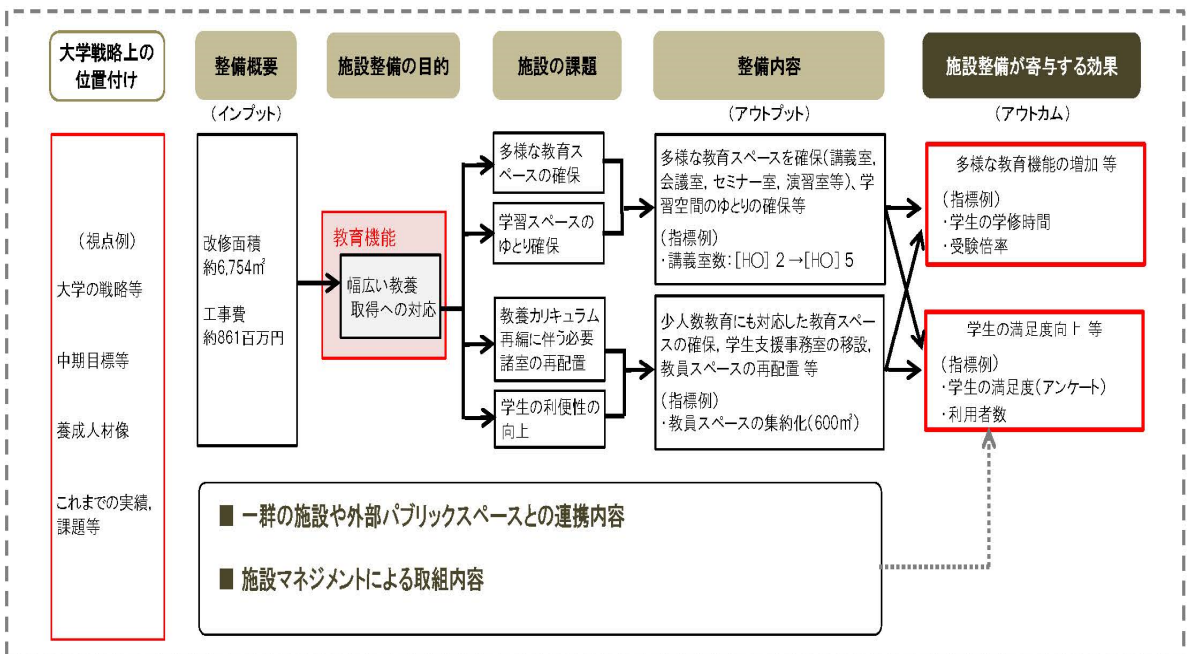 大学戦略上の
位置付け
整備概要
施設整備の目的
施設の課題
整備内容
施設整備が寄与する効果
(インプット)
(アウトプット)
(アウトカム)
(視点例)
大学の戦略等
中期目標等
養成人材像
これまでの実績,
課題等
改修面積
約6,754㎡
工事費
約861百万円
教育機能
幅広い教養
取得への対応
多様な教育ス
ペースの確保
学習スペースの
ゆとり確保
教養カリキュラム
再編に伴う必要
諸室の再配置
学生の利便性の
向上
多様な教育スペースを確保(講義室,
会議室, セミナー室, 演習室等)、学
習空間のゆとりの確保等
(指標例)
・講義室数: [H〇] 2 →[H〇] 5
少人数教育にも対応した教育スペー
スの確保, 学生支援事務室の移設,
教員スペースの再配置 等
(指標例)
・教員スペースの集約化(600㎡)
多様な教育機能の増加 等
(指標例)
・学生の学修時間
・受験倍率
学生の満足度向上 等
(指標例)
・学生の満足度(アンケート)
・利用者数
■ 一群の施設や外部パブリックスペースとの連携内容
■ 施設マネジメントによる取組内容